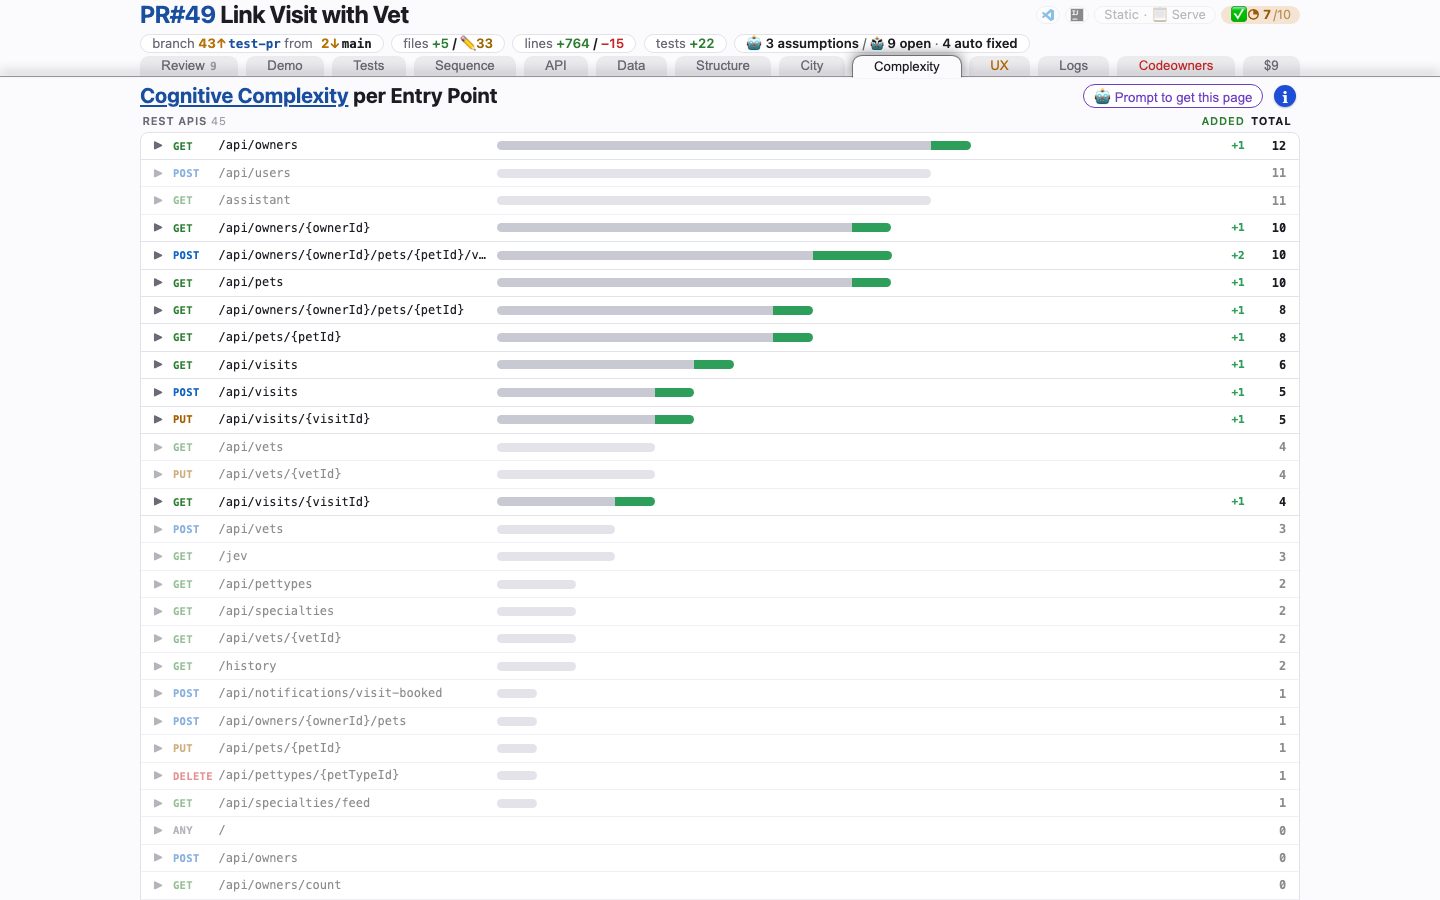 PR#49 Link Visit with Vet
Static · Serve
7/10
branch 43↑test-pr from 2↓main
files +5 / 33
lines +764 / -15
tests +22
3 assumptions / 9 open · 4 auto fixed
Review 9
Demo
Tests
Sequence
API
Data
Structure
City
Complexity
UX
Logs
Codeowners
$9
Cognitive Complexity per Entry Point
Prompt to get this page
i
REST APIS 45
ADDED TOTAL
GET /api/owners +1 12
POST /api/users 11
GET /assistant 11
GET /api/owners/{ownerId} +1 10
POST /api/owners/{ownerId}/pets/{petId}/v… +2 10
GET /api/pets +1 10
GET /api/owners/{ownerId}/pets/{petId} +1 8
GET /api/pets/{petId} +1 8
GET /api/visits +1 6
POST /api/visits +1 5
PUT /api/visits/{visitId} +1 5
GET /api/vets 4
PUT /api/vets/{vetId} 4
GET /api/visits/{visitId} +1 4
POST /api/vets 3
GET /jev 3
GET /api/pettypes 2
GET /api/specialties 2
GET /api/vets/{vetId} 2
GET /history 2
POST /api/notifications/visit-booked 1
POST /api/owners/{ownerId}/pets 1
PUT /api/pets/{petId} 1
DELETE /api/pettypes/{petTypeId} 1
GET /api/specialties/feed 1
ANY / 0
POST /api/owners 0
GET /api/owners/count 0